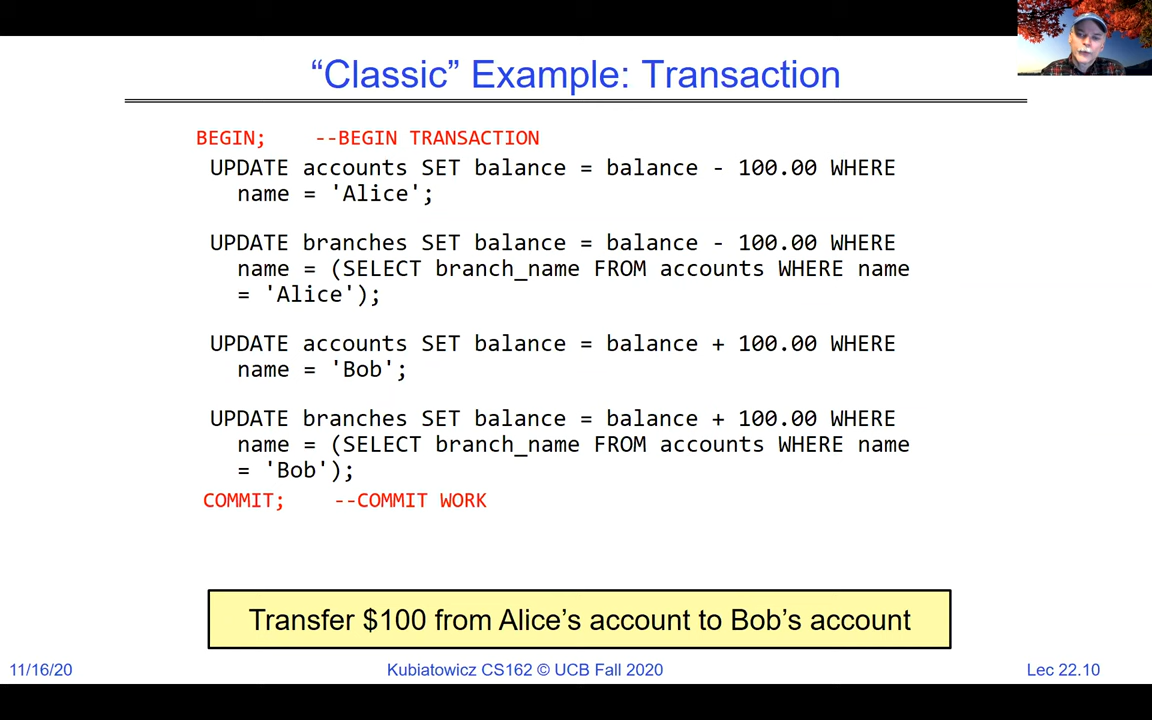 “Classic” Example: Transaction
BEGIN; --BEGIN TRANSACTION
UPDATE accounts SET balance = balance - 100.00 WHERE
name = 'Alice';
UPDATE branches SET balance = balance - 100.00 WHERE
name = (SELECT branch_name FROM accounts WHERE name
= 'Alice');
UPDATE accounts SET balance = balance + 100.00 WHERE
name = 'Bob';
UPDATE branches SET balance = balance + 100.00 WHERE
name = (SELECT branch_name FROM accounts WHERE name
= 'Bob');
COMMIT; --COMMIT WORK
Transfer $100 from Alice’s account to Bob’s account
11/16/20 Kubiatowicz CS162 © UCB Fall 2020 Lec 22.10